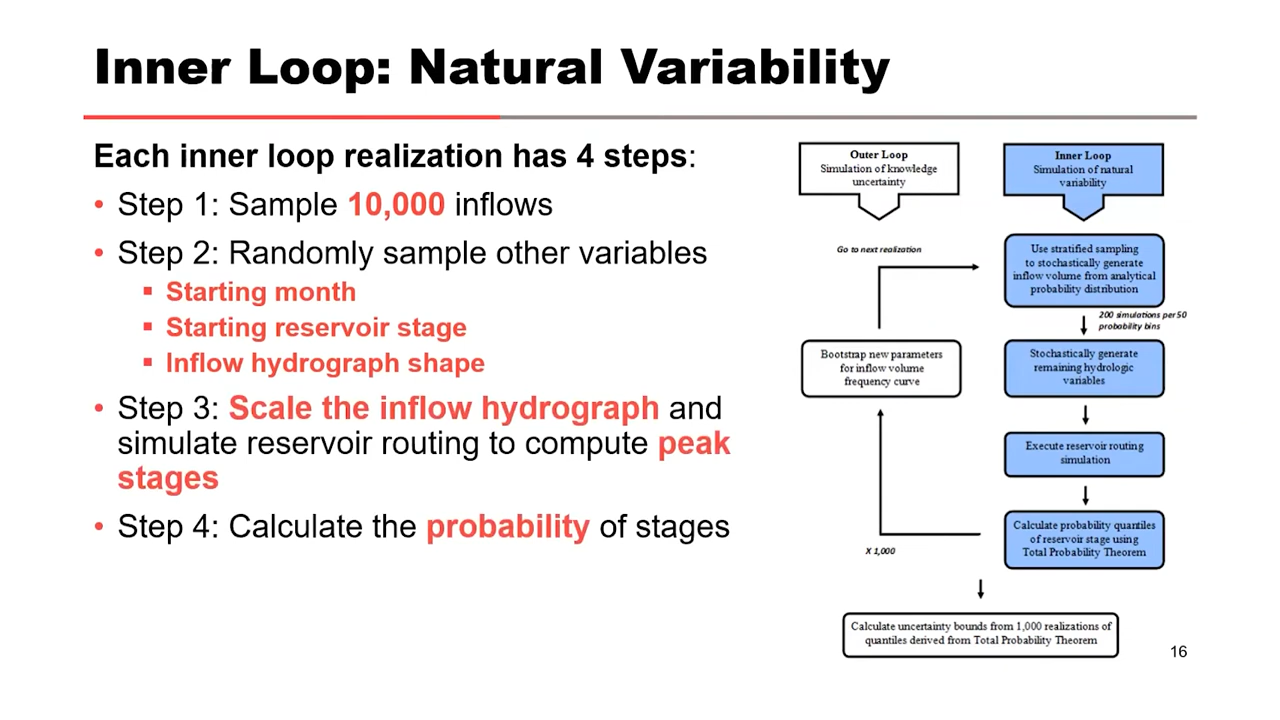 Inner Loop: Natural Variability
Each inner loop realization has 4 steps:
• Step 1: Sample 10,000 inflows
• Step 2: Randomly sample other variables
▪ Starting month
▪ Starting reservoir stage
▪ Inflow hydrograph shape
• Step 3: Scale the inflow hydrograph and
simulate reservoir routing to compute peak
stages
• Step 4: Calculate the probability of stages
Outer Loop
Simulation of knowledge
uncertainty
Inner Loop
Simulation of natural
variability
Go to next realization
Use stratified sampling
to stochastically generate
inflow volume from analytical
probability distribution
200 simulations per 50
probability bins
Bootstrap new parameters
for inflow volume
frequency curve
Stochastically generate
remaining hydrologic
variables
Execute reservoir routing
simulation
Calculate probability quantiles
of reservoir stage using
Total Probability Theorem
X 1,000
Calculate uncertainty bounds from 1,000 realizations of
quantiles derived from Total Probability Theorem
16